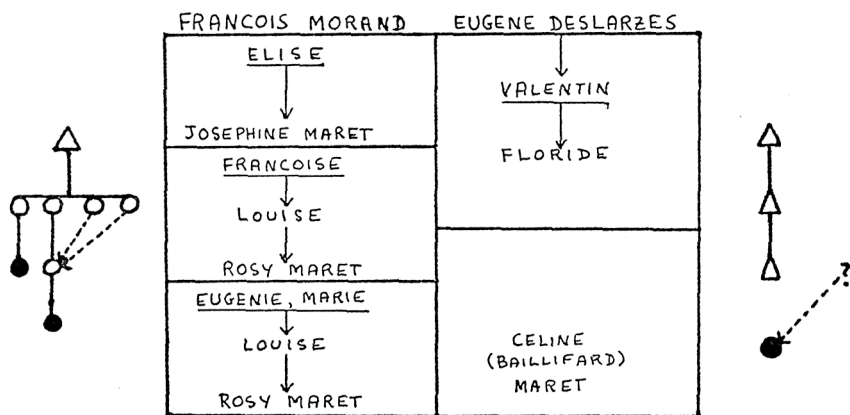 FRANCOIS MORAND
ELISE
JOSEPHINE MARET
FRANCOISE
LOUISE
ROSY MARET
EUGENIE, MARIE
LOUISE
ROSY MARET
EUGENE DESLARZES
VALENTIN
FLORIDE
CELINE
(BAILLIFARD)
MARET
?